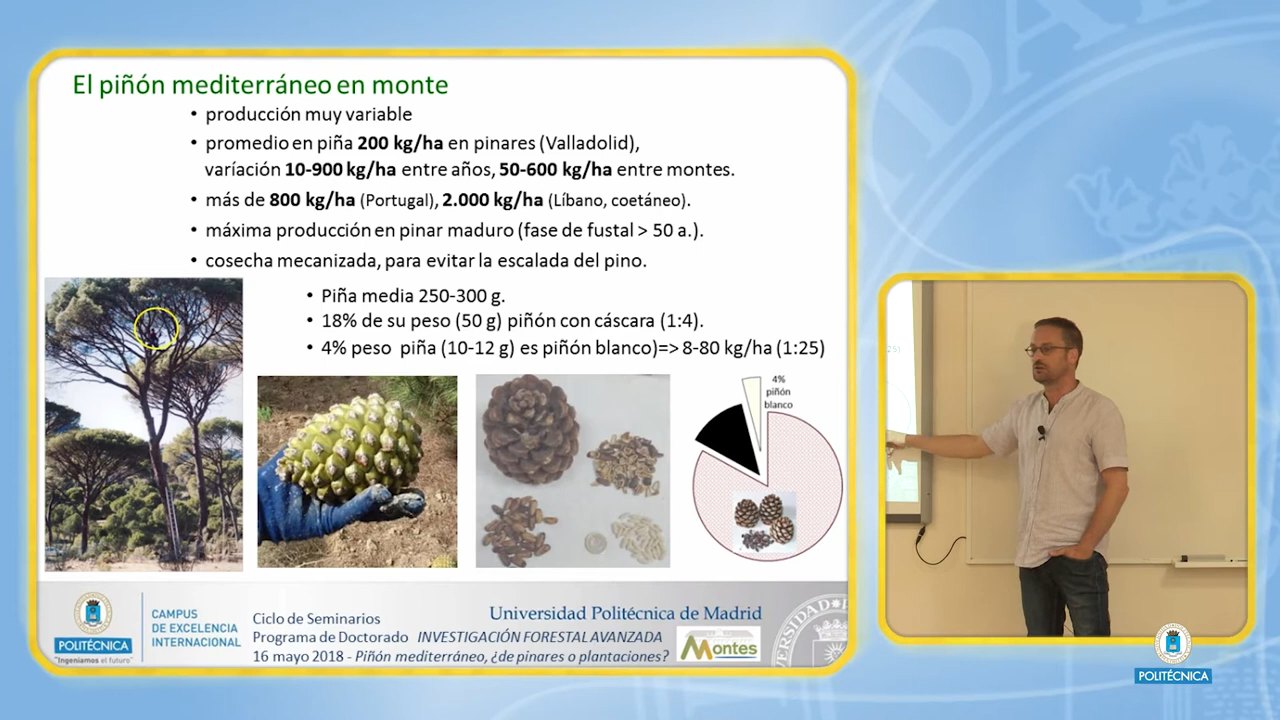 El piñón mediterráneo en monte
• producción muy variable
• promedio en piña 200 kg/ha en pinares (Valladolid),
varíación 10-900 kg/ha entre años, 50-600 kg/ha entre montes.
• más de 800 kg/ha (Portugal), 2.000 kg/ha (Líbano, coetáneo).
• máxima producción en pinar maduro (fase de fustal > 50 a.).
• cosecha mecanizada, para evitar la escalada del pino.
• Piña media 250-300 g.
• 18% de su peso (50 g) piñón con cáscara (1:4).
• 4% peso piña (10-12 g) es piñón blanco)=> 8-80 kg/ha (1:25)
4%
piñón
blanco
POLITÉCNICA
"Ingeniamos el futuro"
CAMPUS
DE EXCELENCIA
INTERNACIONAL
Ciclo de Seminarios
Universidad Politécnica de Madrid
Programa de Doctorado INVESTIGACIÓN FORESTAL AVANZADA
16 mayo 2018 - Piñón mediterráneo, ¿de pinares o plantaciones?
Montes
POLITÉCNICA